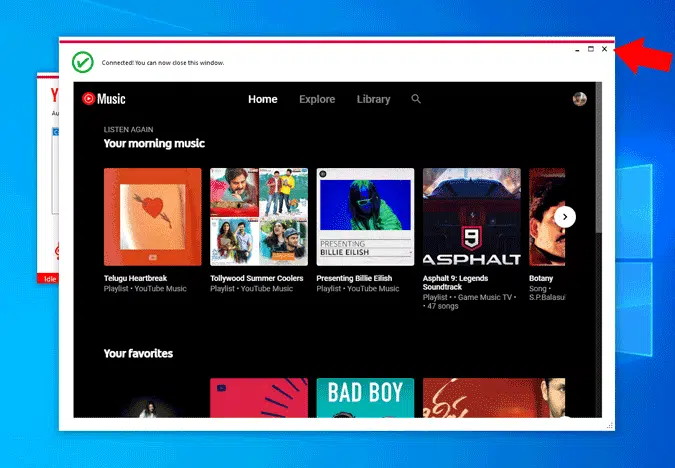 Connected! You can now close this window.
Y
Au
Music
Home
Explore
Library
LISTEN AGAIN
Your morning music
PRESENTING
BILLIE EILISH
9
ASPHALT
Telugu Heartbreak
Playlist • YouTube Music
Tollywood Summer Coolers
Playlist • YouTube Music
Presenting Billie Eilish
Playlist • YouTube Music
Asphalt 9: Legends
Soundtrack
Playlist • • Game Music TV •
• 47 songs
Botany
Song •
S.P.Balasu
Idle
Your favorites
BAD BOY